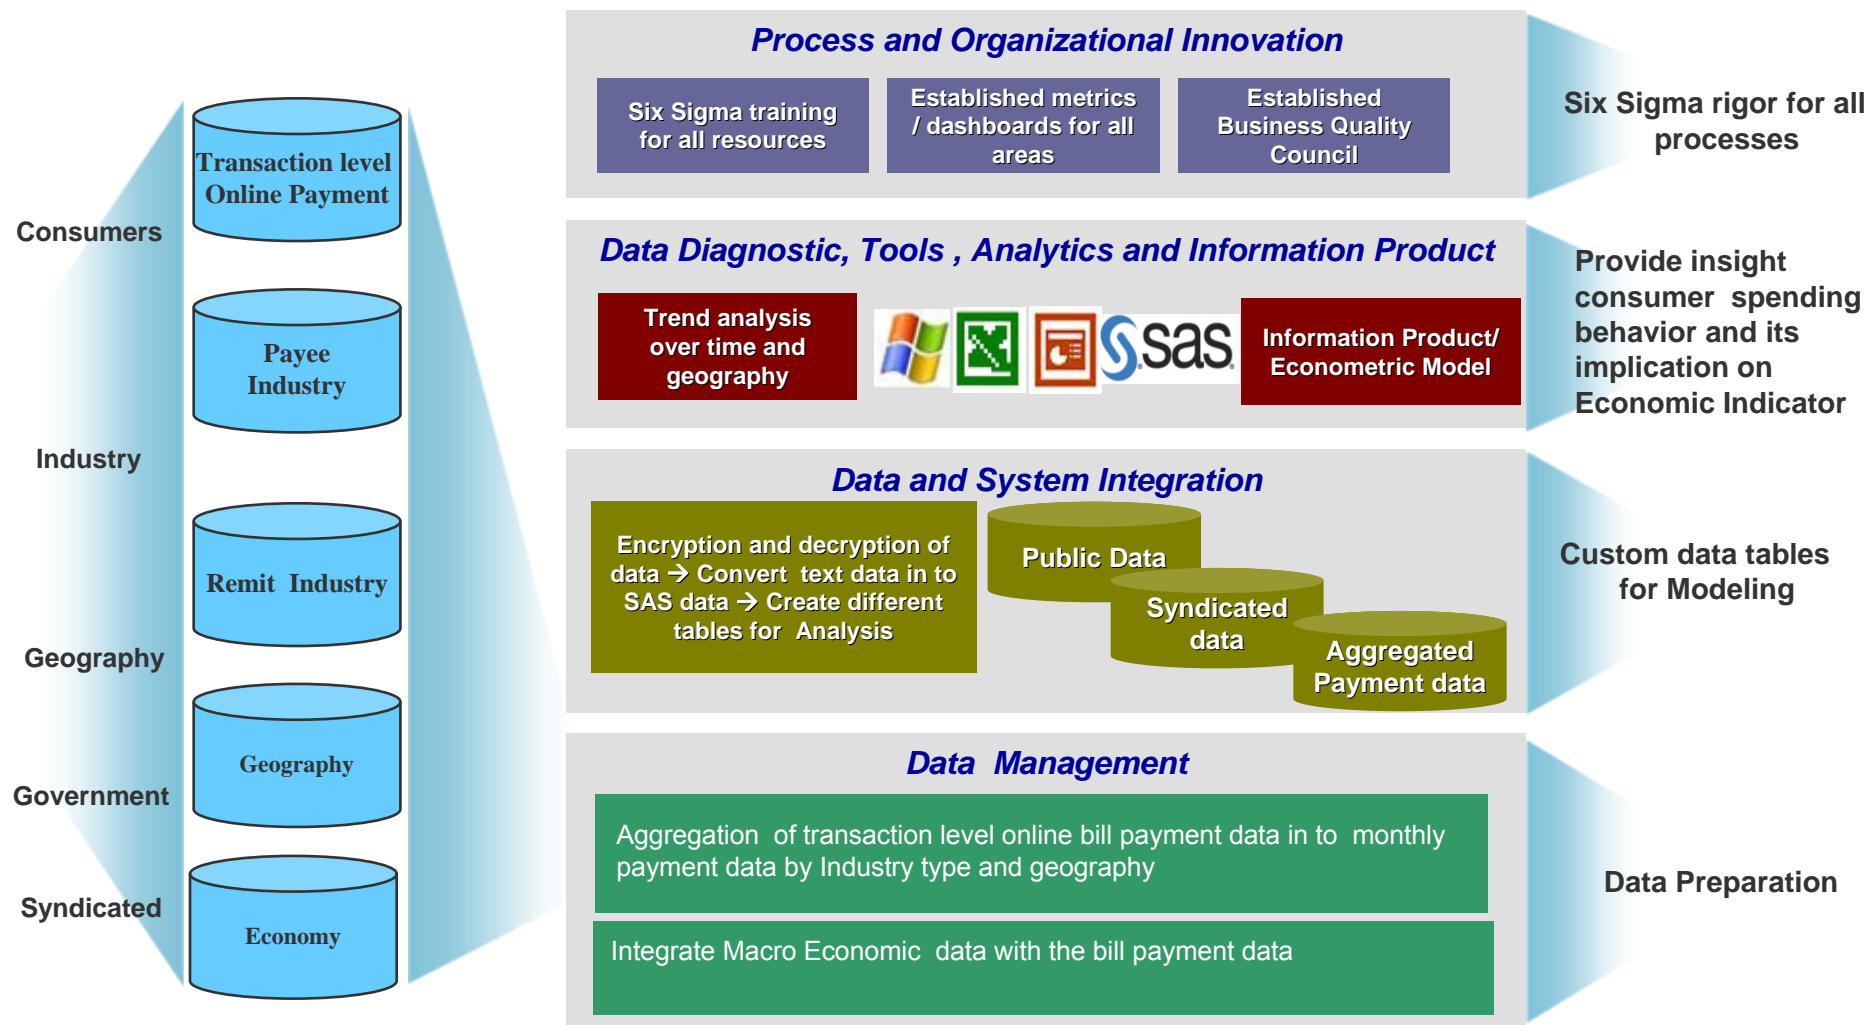 Consumers
Industry
Geography
Government
Syndicated
Transaction level
Online Payment
Payee
Industry
Remit Industry
Geography
Economy
Process and Organizational Innovation
Six Sigma training
for all resources
Established metrics
/ dashboards for all
areas
Established
Business Quality
Council
Six Sigma rigor for all
processes
Data Diagnostic, Tools , Analytics and Information Product
Trend analysis
over time and
geography
sas
Information Product/
Econometric Model
Provide insight
consumer spending
behavior and its
implication on
Economic Indicator
Data and System Integration
Encryption and decryption of
data → Convert text data in to
SAS data → Create different
tables for Analysis
Public Data
Syndicated
data
Aggregated
Payment data
Custom data tables
for Modeling
Data Management
Aggregation of transaction level online bill payment data in to monthly
payment data by Industry type and geography
Integrate Macro Economic data with the bill payment data
Data Preparation